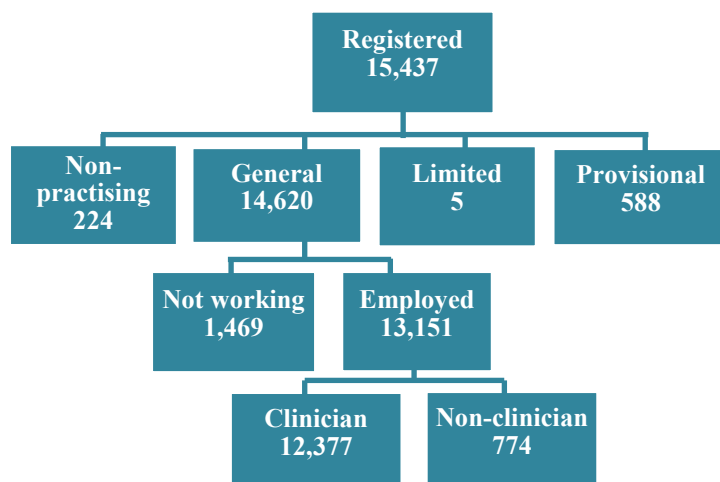 Registered
15,437
Non-
practising
224
General
14,620
Limited
5
Provisional
588
Not working
1,469
Employed
13,151
Clinician
12,377
Non-clinician
774